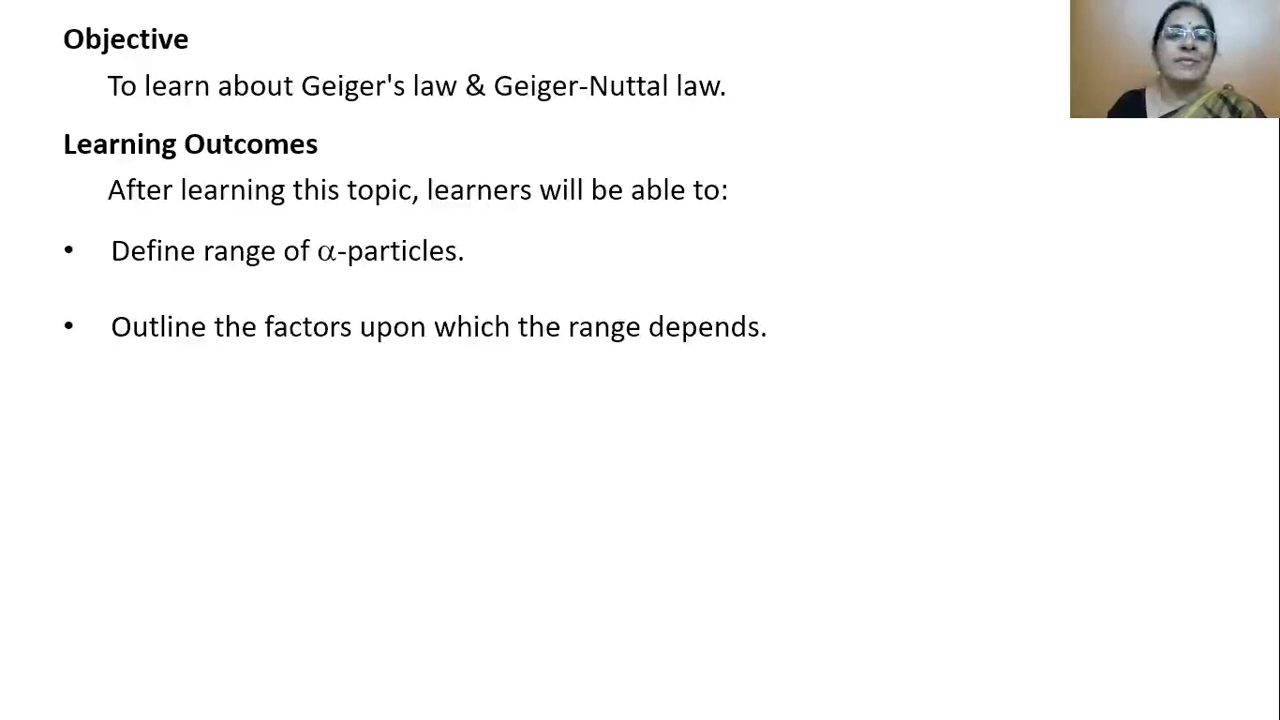 Objective
To learn about Geiger's law & Geiger-Nuttal law.
Learning Outcomes
After learning this topic, learners will be able to:
• Define range of α-particles.
• Outline the factors upon which the range depends.